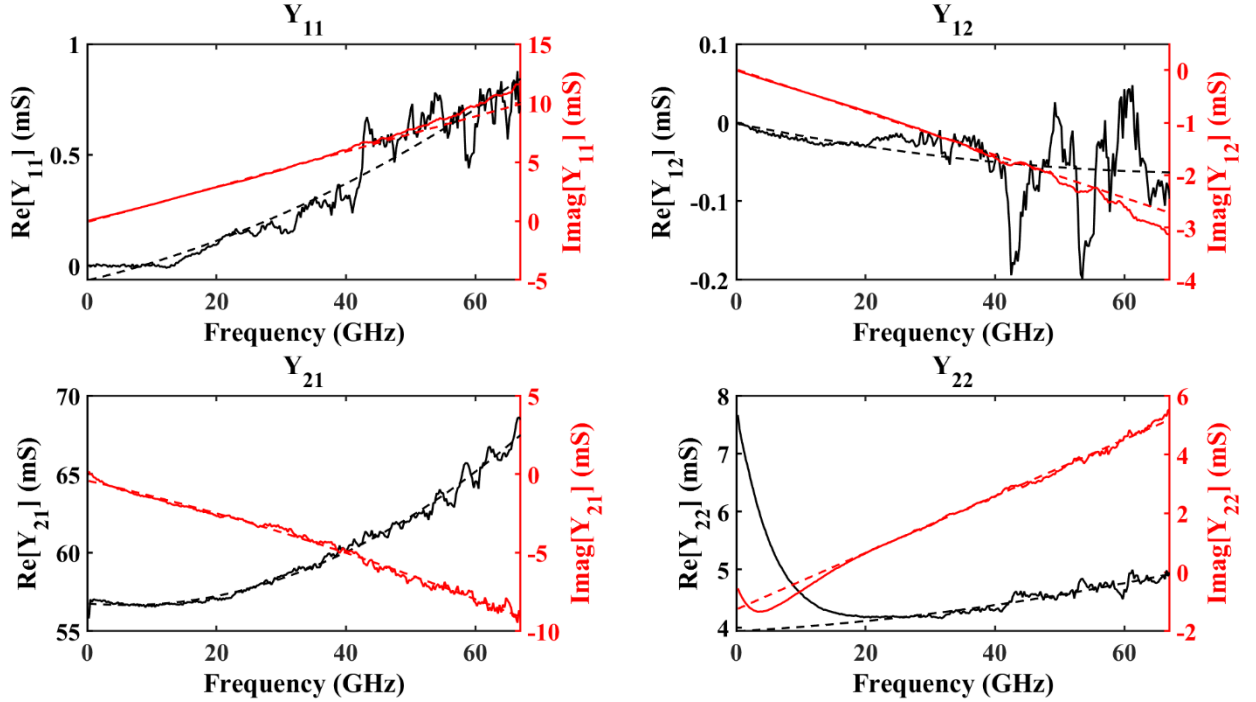 Y11
Re[Y11] (mS)
1
0.5
0
15
10
5
0
-5
Imag[Y11] (mS)
0 20 40 60
Frequency (GHz)
Y12
Re[Y12] (mS)
0.1
0
-0.1
-0.2
0
-1
-2
-3
-4
Imag[Y12] (mS)
0 20 40 60
Frequency (GHz)
Y21
Re[Y21] (mS)
70
65
60
55
5
0
-5
-10
Imag[Y21] (mS)
0 20 40 60
Frequency (GHz)
Y22
Re[Y22] (mS)
8
7
6
5
4
6
4
2
0
-2
Imag[Y22] (mS)
0 20 40 60
Frequency (GHz)